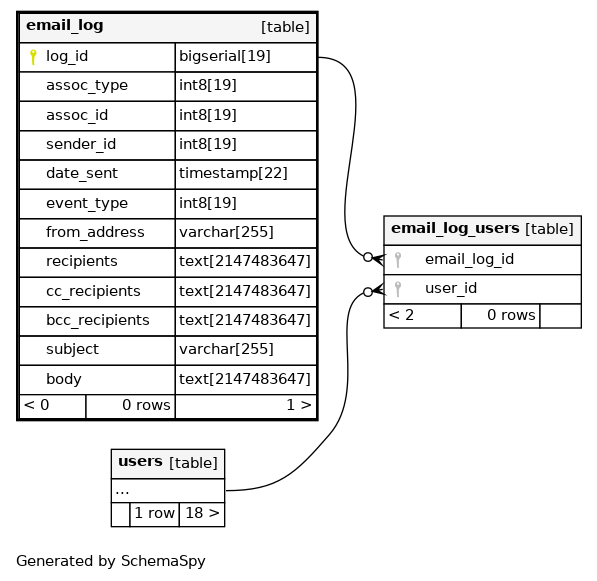 email_log [table]
log_id bigserial[19]
assoc_type int8[19]
assoc_id int8[19]
sender_id int8[19]
date_sent timestamp[22]
event_type int8[19]
from_address varchar[255]
recipients text[2147483647]
cc_recipients text[2147483647]
bcc_recipients text[2147483647]
subject varchar[255]
body text[2147483647]
< 0 0 rows 1 >
email_log_users [table]
email_log_id
user_id
< 2 0 rows
users [table]
...
1 row 18 >
Generated by SchemaSpy